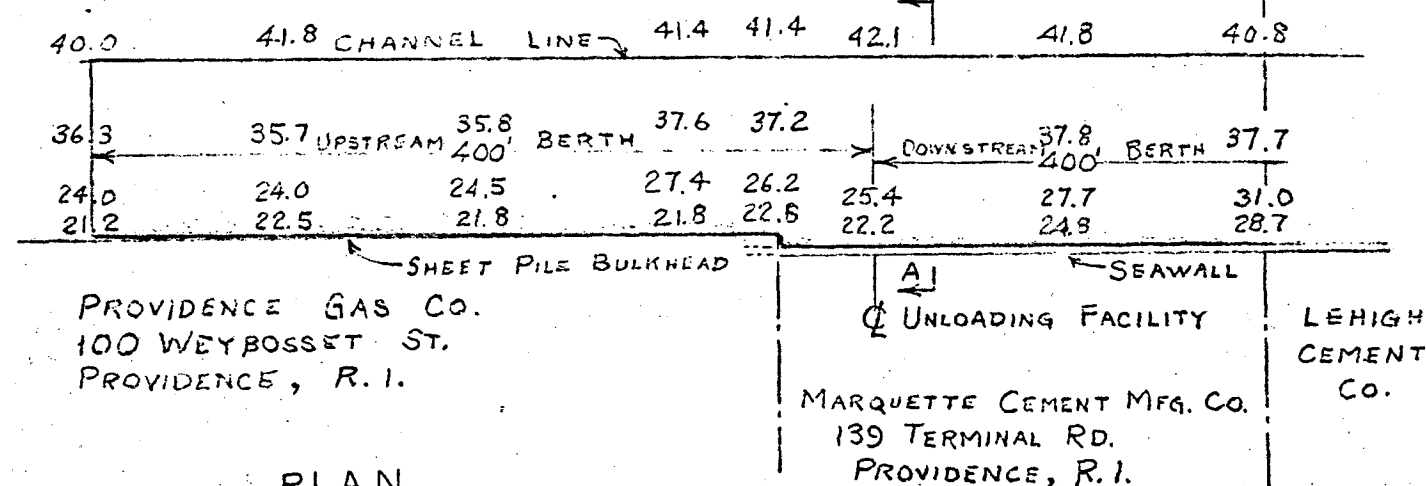 40.0 41.8 CHANNEL LINE 41.4 41.4 42.1 41.8 40.8
36.3 35.7 UPSTREAM 35.8 BERTH 37.6 37.2 DOWNSTREAM 37.8 BERTH 37.7
400' 400'
24.0 24.0 24.5 27.4 26.2 25.4 27.7 31.0
21.2 22.5 21.8 21.8 22.8 22.2 24.9 28.7
SHEET PILE BULKHEAD
SEAWALL
A
℄ UNLOADING FACILITY
PROVIDENCE GAS CO.
100 WEYBOSSET ST.
PROVIDENCE, R.I.
LEHIGH
CEMENT
CO.
MARQUETTE CEMENT MFG. CO.
139 TERMINAL RD.
PROVIDENCE, R.I.
PLAN